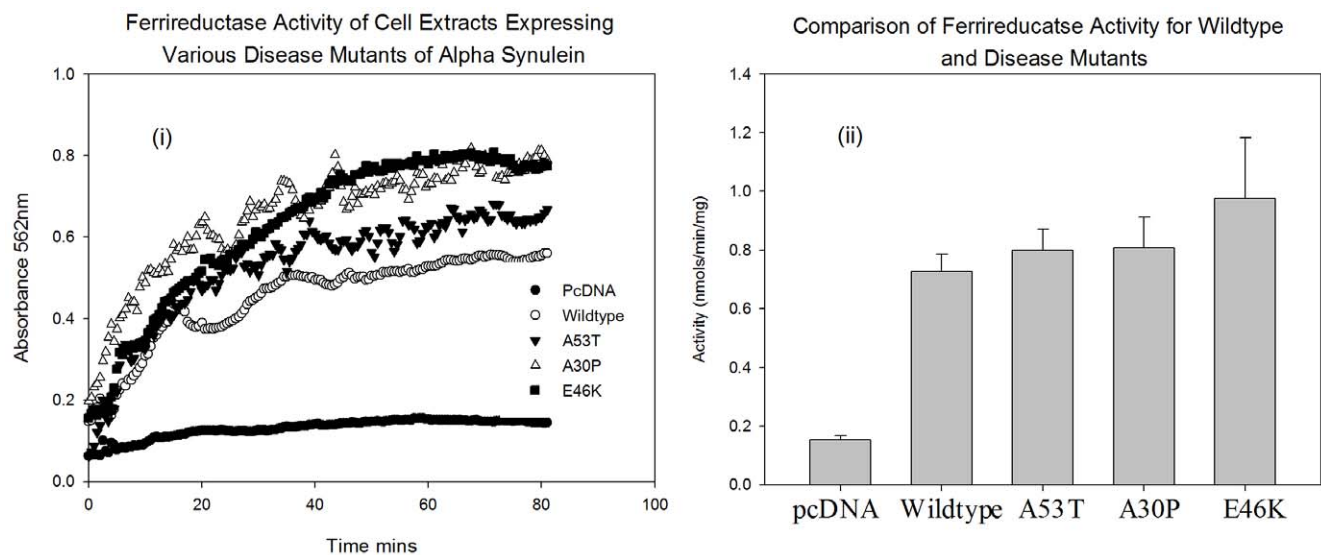 Ferrireductase Activity of Cell Extracts Expressing
Various Disease Mutants of Alpha Synulein
1.0
0.8
0.6
0.4
0.2
0.0
Absorbance 562nm
(i)
PcDNA
Wildtype
A53T
A30P
E46K
0
20
40
60
80
100
Time mins
Comparison of Ferrireducatse Activity for Wildtype
and Disease Mutants
1.4
1.2
1.0
0.8
0.6
0.4
0.2
0.0
Activity (nmols/min/mg)
(ii)
pcDNA
Wildtype
A53T
A30P
E46K